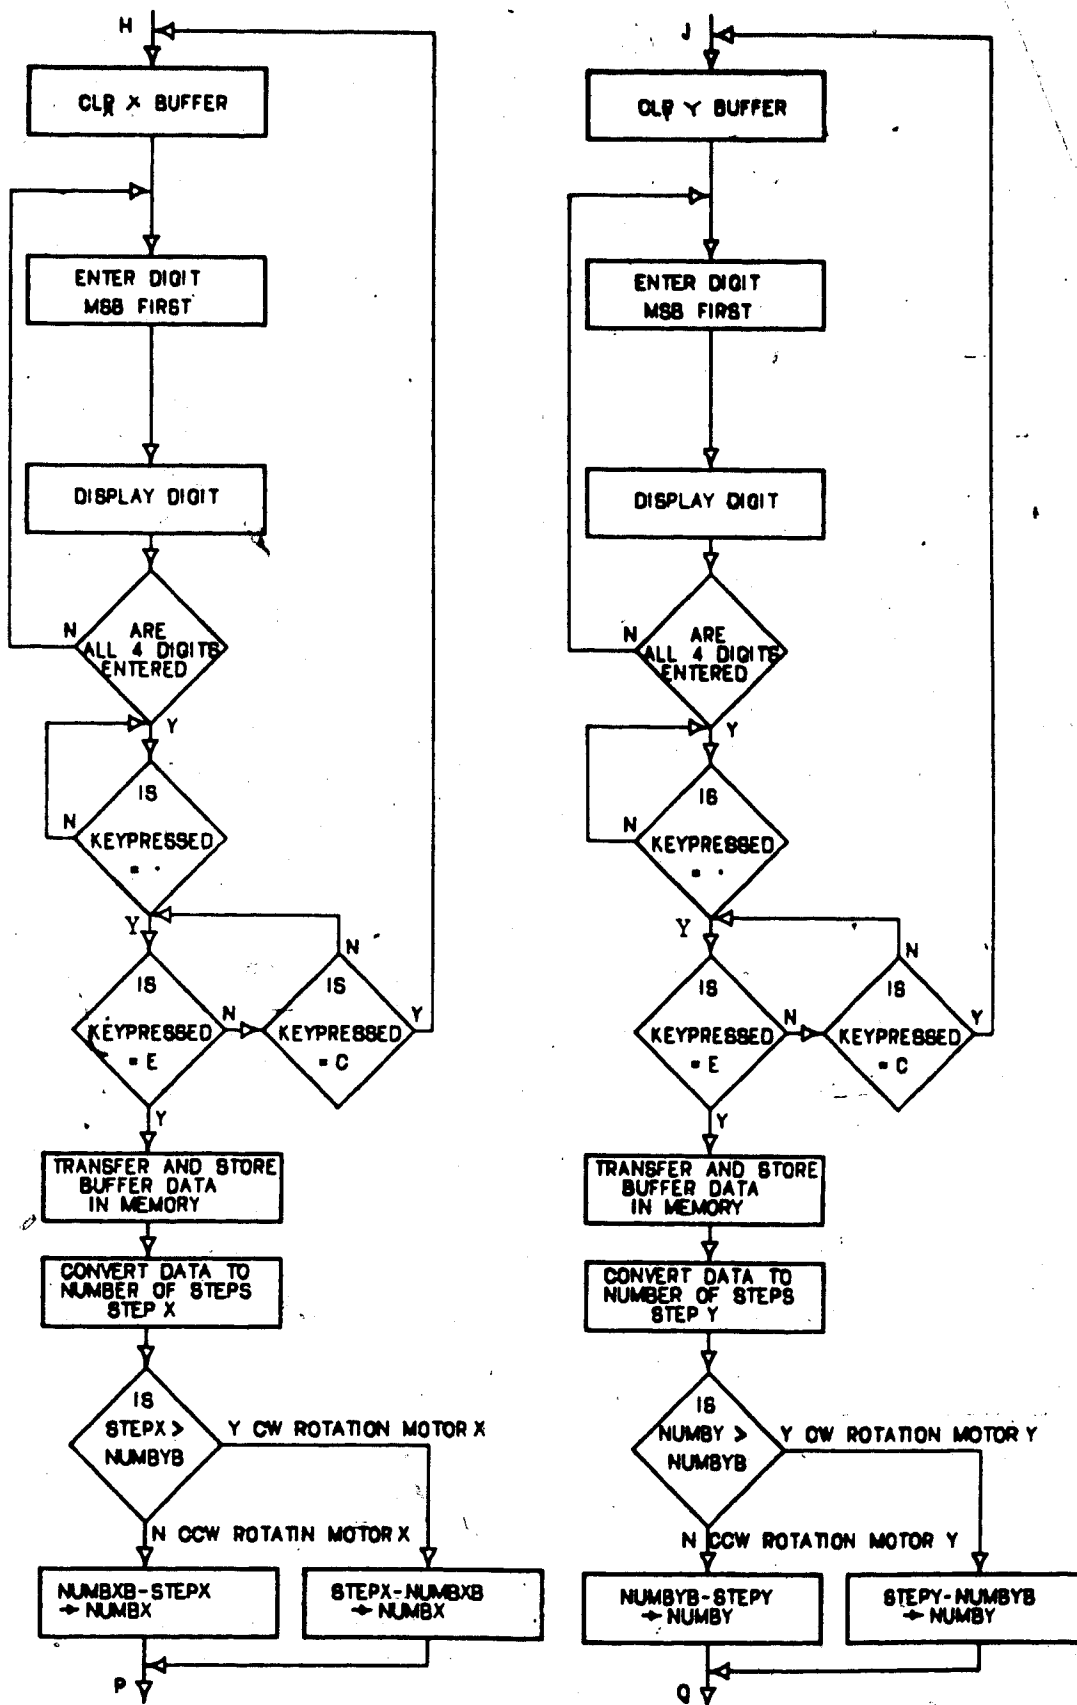 H
CLR X BUFFER
ENTER DIGIT
MSB FIRST
DISPLAY DIGIT
N
ARE
ALL 4 DIGITS
ENTERED
Y
IS
N
KEYPRESSED
= .
Y
N
IS
IS
N
Y
KEYPRESSED
KEYPRESSED
= E
= C
Y
TRANSFER AND STORE
BUFFER DATA
IN MEMORY
CONVERT DATA TO
NUMBER OF STEPS
STEP X
IS
STEPX >
NUMBYB
Y CW ROTATION MOTOR X
N CCW ROTATIN MOTOR X
NUMBXB-STEPX
→ NUMBX
STEPX-NUMBXB
→ NUMBX
P
J
CLR Y BUFFER
ENTER DIGIT
MSB FIRST
DISPLAY DIGIT
N
ARE
ALL 4 DIGITS
ENTERED
Y
IS
N
KEYPRESSED
= .
Y
N
IS
IS
N
Y
KEYPRESSED
KEYPRESSED
= E
= C
Y
TRANSFER AND STORE
BUFFER DATA
IN MEMORY
CONVERT DATA TO
NUMBER OF STEPS
STEP Y
IS
NUMBY >
NUMBYB
Y CW ROTATION MOTOR Y
N CCW ROTATION MOTOR Y
NUMBYB-STEPY
→ NUMBY
STEPY-NUMBYB
→ NUMBY
Q